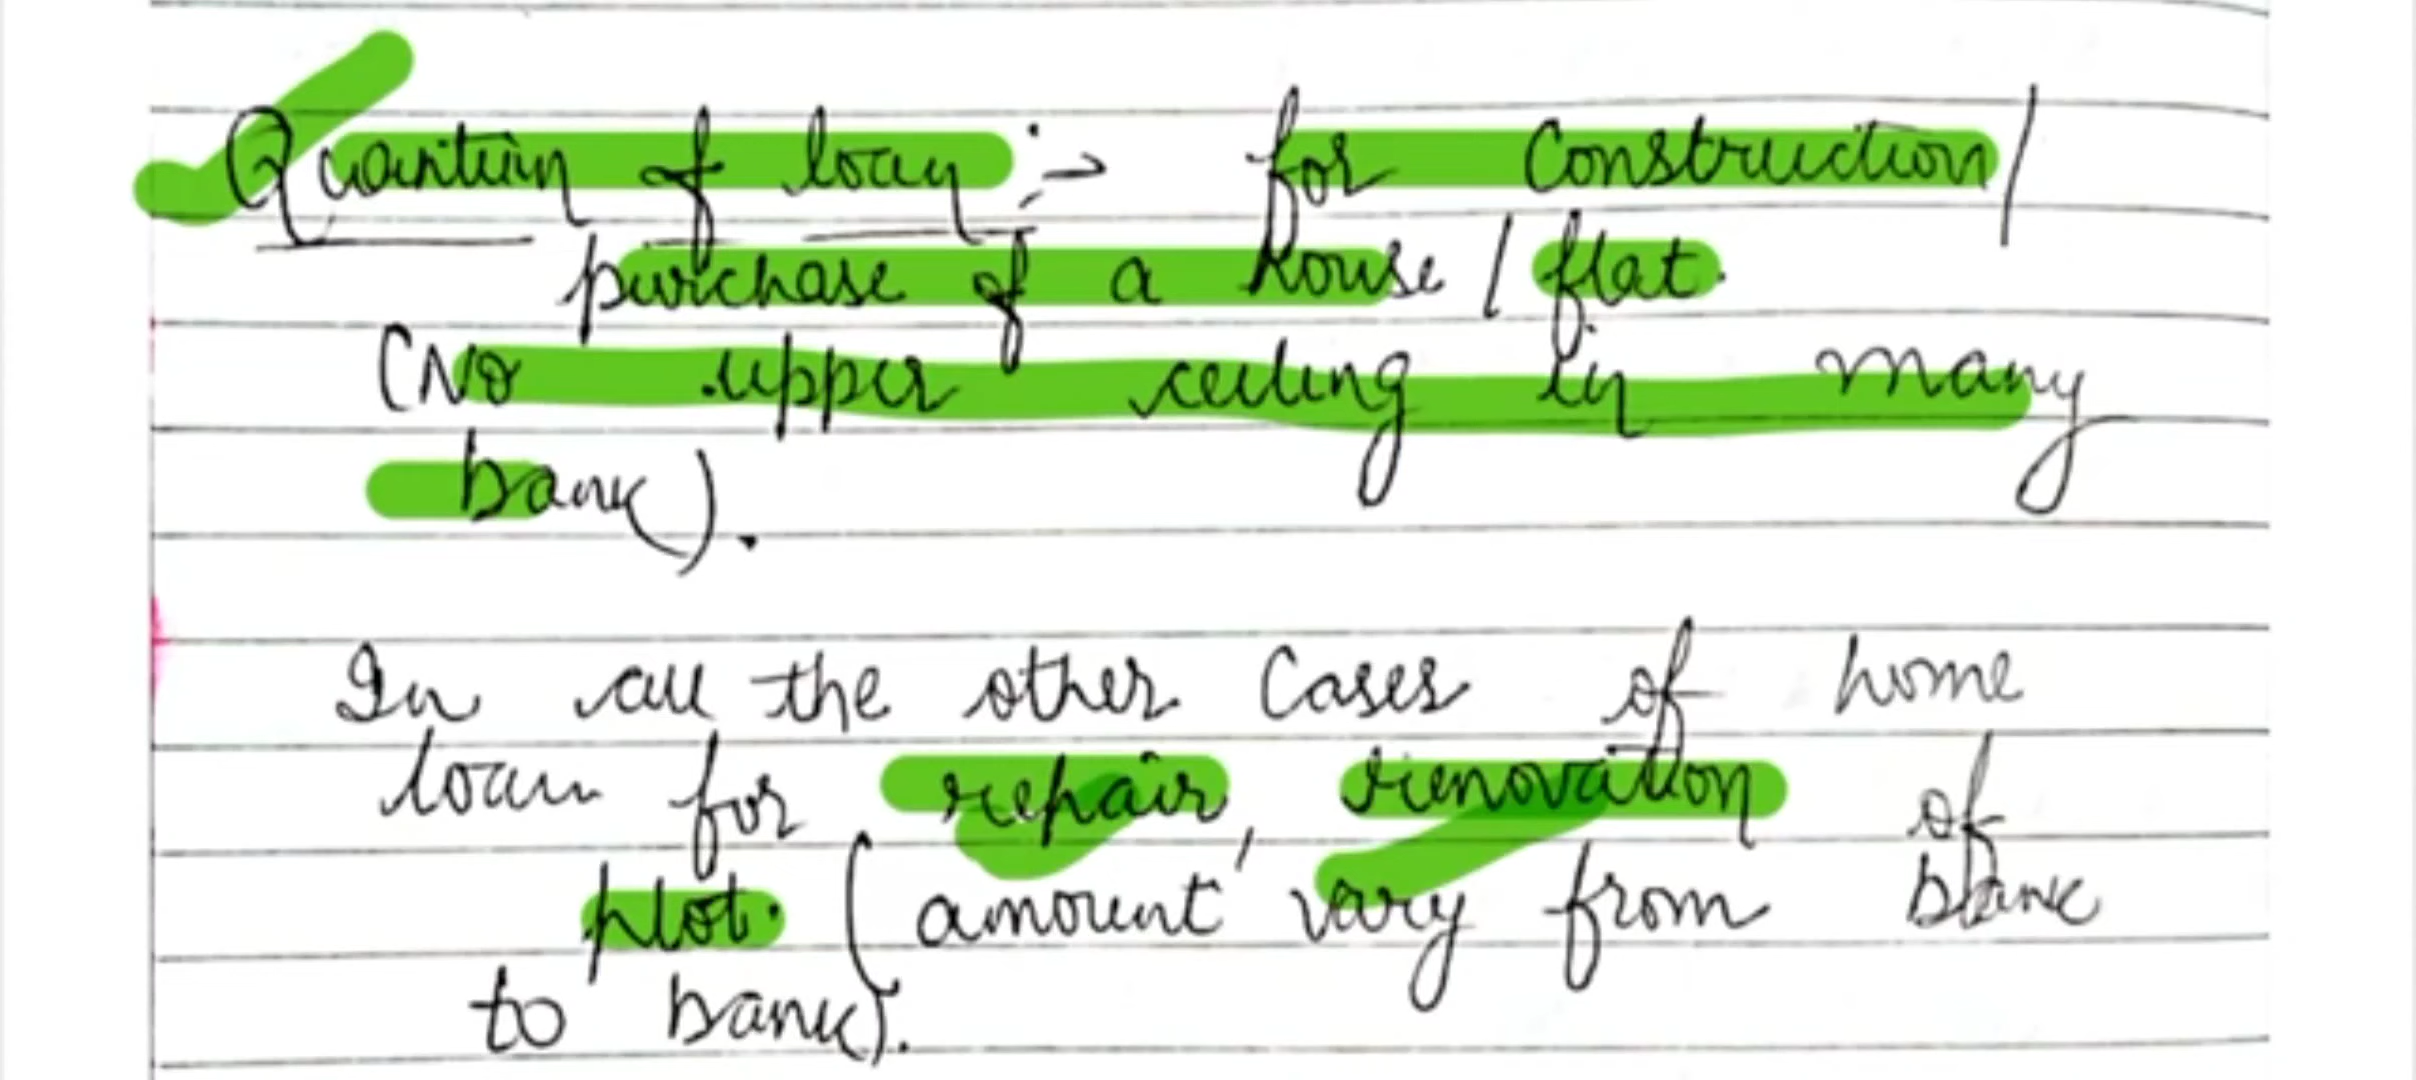 Quantum of loan :→ for Construction/
purchase of a house / flat.
(No upper ceiling in many
bank).
In all the other Cases of home
loan for repair, renovation of
plot. (amount vary from bank
to bank).